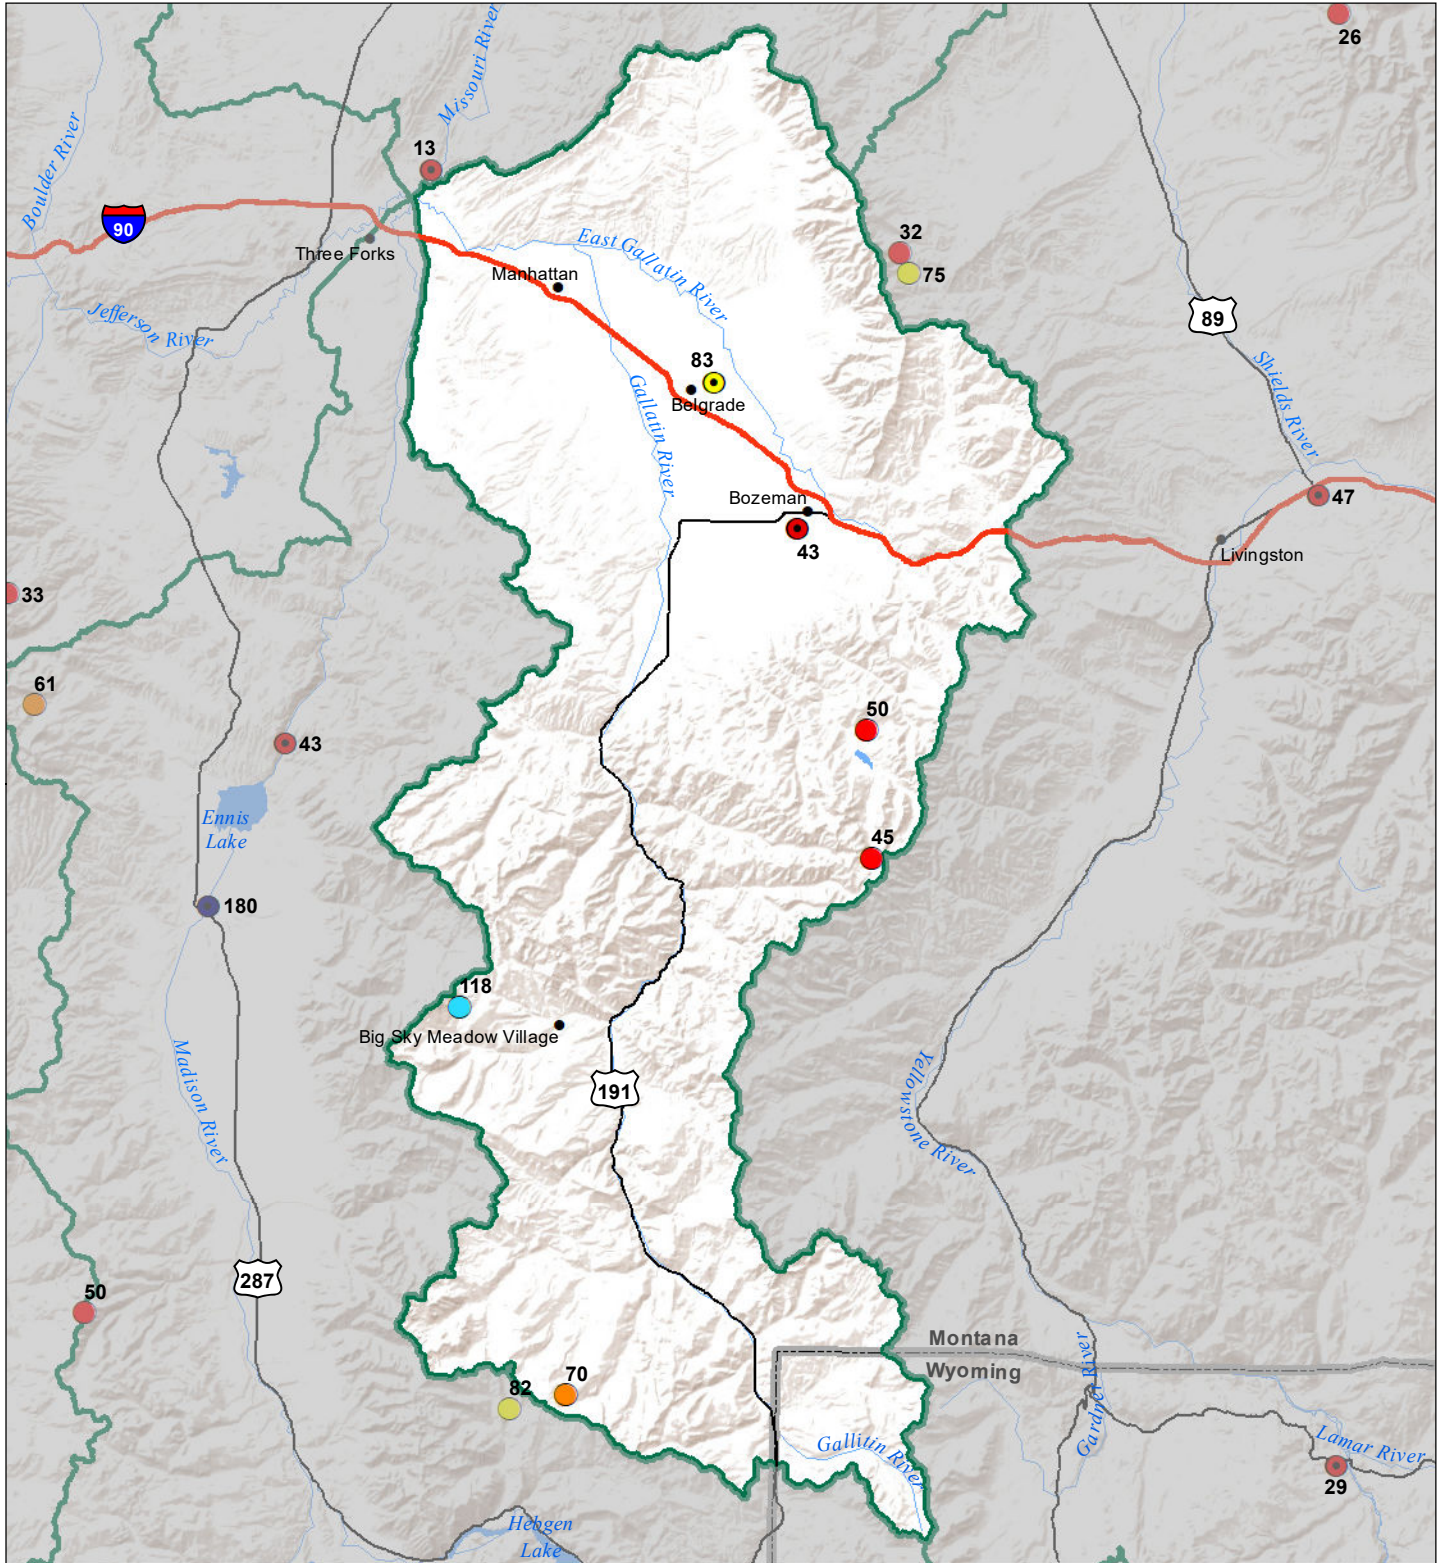 26
Missouri River
Boulder River
13
90
Three Forks
32
75
East Gallatin River
Manhattan
89
Jefferson River
83
Belgrade
Gallatin River
Shields River
Bozeman
43
47
Livingston
33
61
50
43
Ennis
Lake
45
180
118
Big Sky Meadow Village
191
Madison River
Yellowstone River
287
50
Montana
Wyoming
Gardner River
82
70
Gallitin River
Lamar River
29
Hebgen
Lake